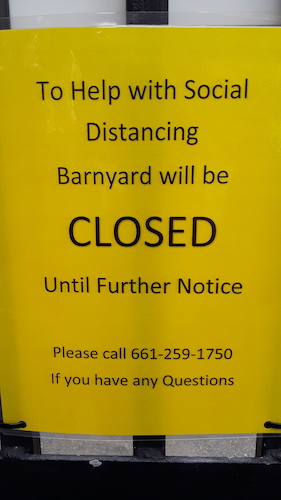 To Help with Social
Distancing
Barnyard will be
CLOSED
Until Further Notice
Please call 661-259-1750
If you have any Questions